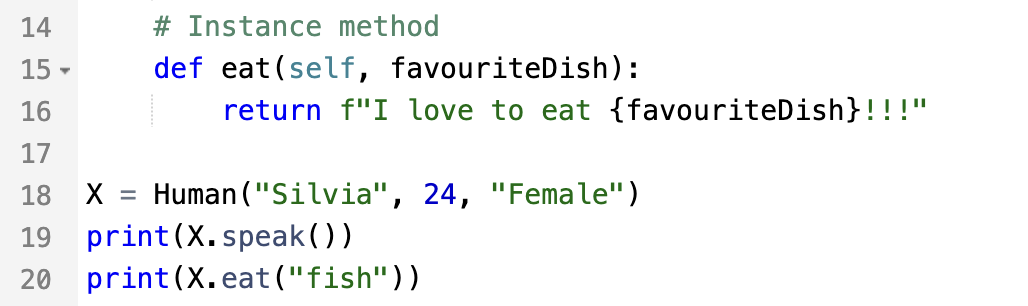 14 # Instance method
15 def eat(self, favouriteDish):
16 return f"I love to eat {favouriteDish}!!!"
17
18 X = Human("Silvia", 24, "Female")
19 print(X.speak())
20 print(X.eat("fish"))